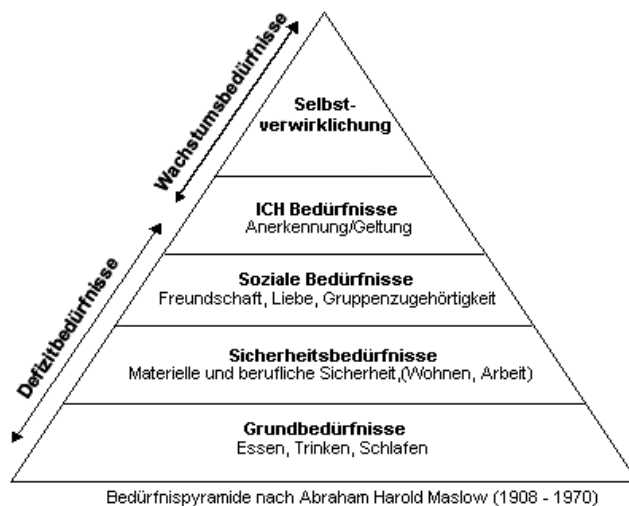 Wachstumsbedürfnisse
Defizitbedürfnisse
Selbst-
verwirklichung
ICH Bedürfnisse
Anerkennung/Geltung
Soziale Bedürfnisse
Freundschaft, Liebe, Gruppenzugehörtigkeit
Sicherheitsbedürfnisse
Materielle und berufliche Sicherheit,(Wohnen, Arbeit)
Grundbedürfnisse
Essen, Trinken, Schlafen
Bedürfnispyramide nach Abraham Harold Maslow (1908 - 1970)